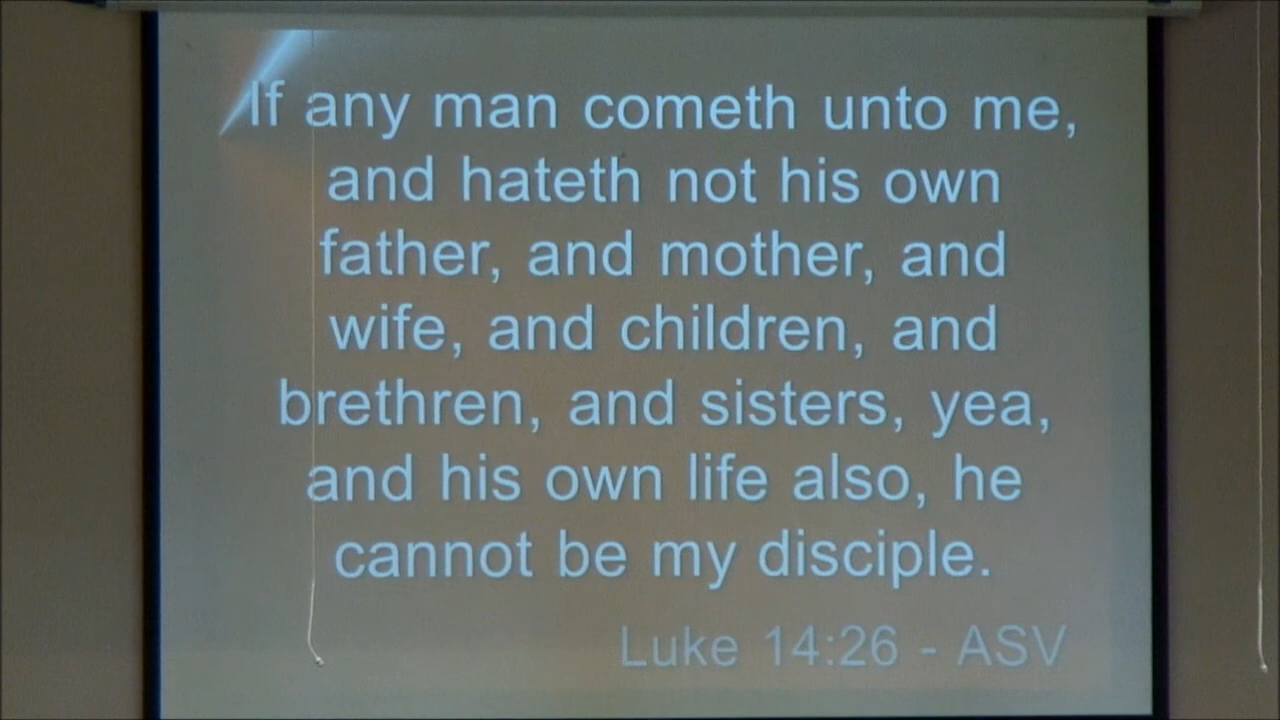 If any man cometh unto me,
and hateth not his own
father, and mother, and
wife, and children, and
brethren, and sisters, yea,
and his own life also, he
cannot be my disciple.
Luke 14:26 - ASV